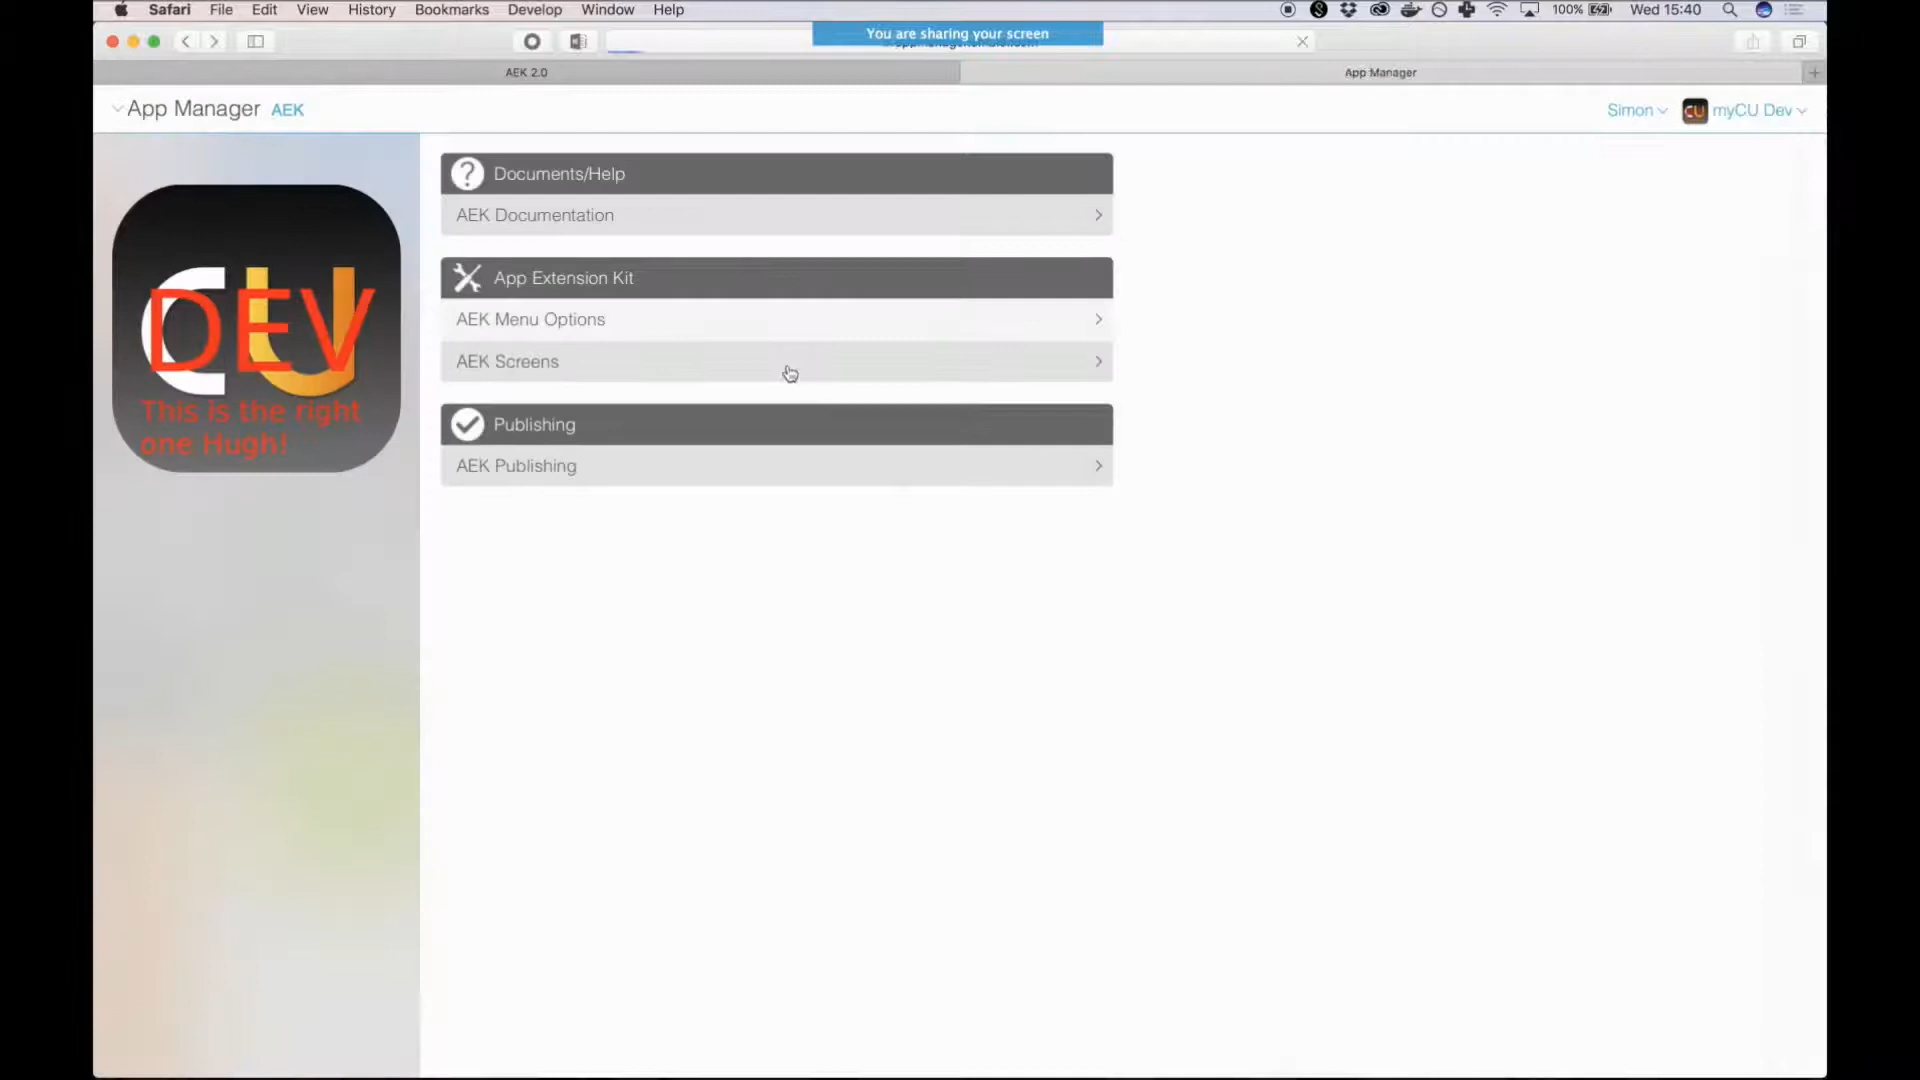 Safari File Edit View History Bookmarks Develop Window Help 100% Wed 15:40
You are sharing your screen
AEK 2.0 App Manager
App Manager AEK Simon CU myCU Dev
CU
DEV
This is the right
one Hugh!
Documents/Help
AEK Documentation
App Extension Kit
AEK Menu Options
AEK Screens
Publishing
AEK Publishing